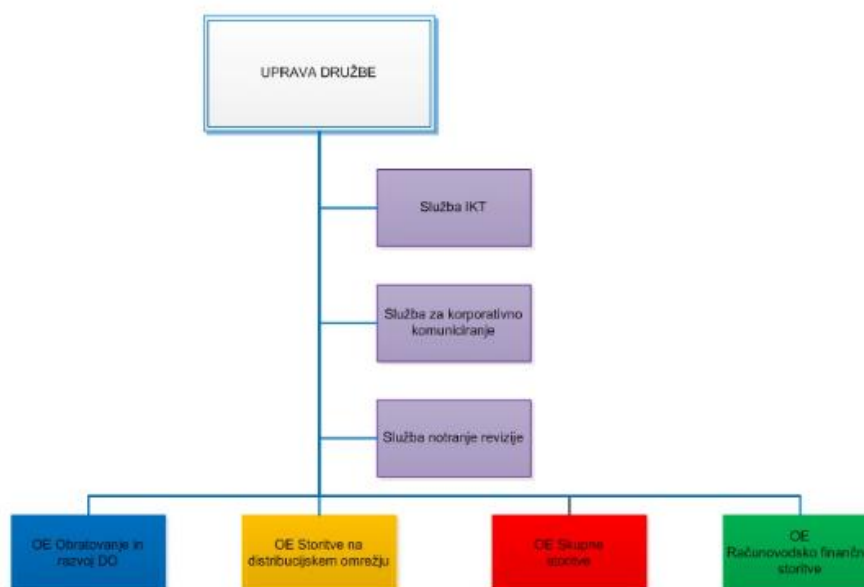 UPRAVA DRUŽBE
Služba IKT
Služba za korporativno
komuniciranje
Služba notranje revizije
OE Obratovanje in
razvoj DO
OE Storitve na
distribucijskem omrežju
OE Skupne
storitve
OE
Računovodsko finančne
storitve